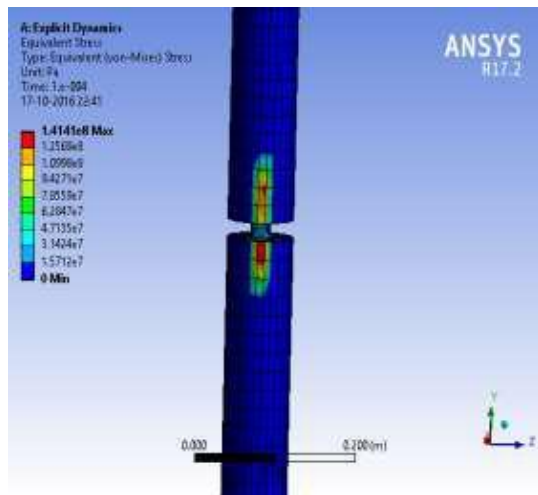 A: Explicit Dynamics
Equivalent Stress
Type: Equivalent (von-Mises) Stress
Unit: Pa
Time: 1.e-004
17-10-2016 22:41
1.4141e8 Max
1.2569e8
1.0998e8
9.4271e7
7.8559e7
6.2847e7
4.7135e7
3.1424e7
1.5712e7
0 Min
ANSYS
R17.2
0.000
0.200 (m)
Y
Z